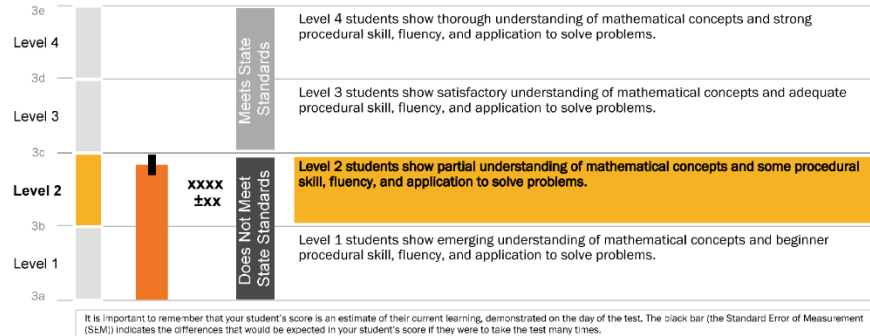 3e
Level 4
Level 4 students show thorough understanding of mathematical concepts and strong
procedural skill, fluency, and application to solve problems.
Meets State
Standards
3d
Level 3
Level 3 students show satisfactory understanding of mathematical concepts and adequate
procedural skill, fluency, and application to solve problems.
3c
Level 2
xxxx
±xx
Does Not Meet
State Standards
Level 2 students show partial understanding of mathematical concepts and some procedural
skill, fluency, and application to solve problems.
3b
Level 1
Level 1 students show emerging understanding of mathematical concepts and beginner
procedural skill, fluency, and application to solve problems.
3a
It is important to remember that your student's score is an estimate of their current learning, demonstrated on the day of the test. The black bar (the Standard Error of Measurement
(SEM)) indicates the differences that would be expected in your student's score if they were to take the test many times.